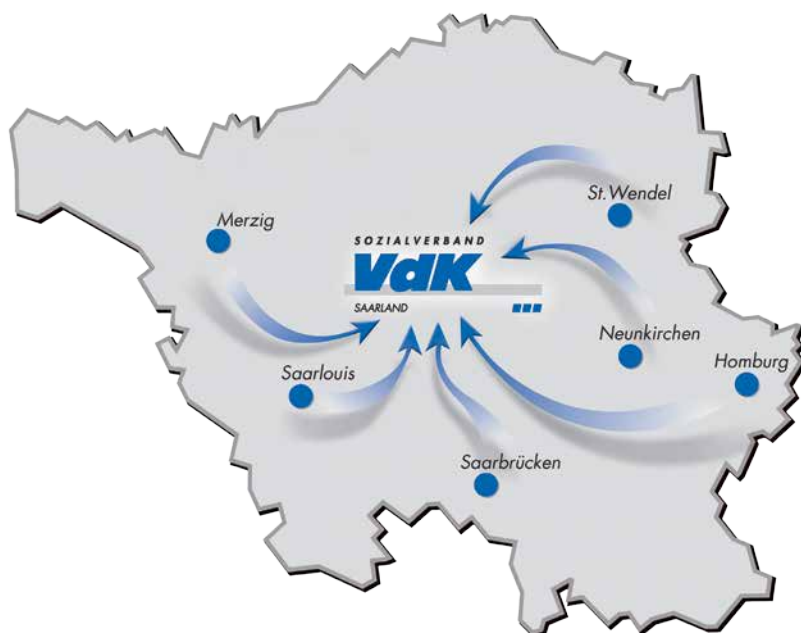 St. Wendel
Merzig
SOZIALVERBAND
VdK
SAARLAND
Neunkirchen
Homburg
Saarlouis
Saarbrücken